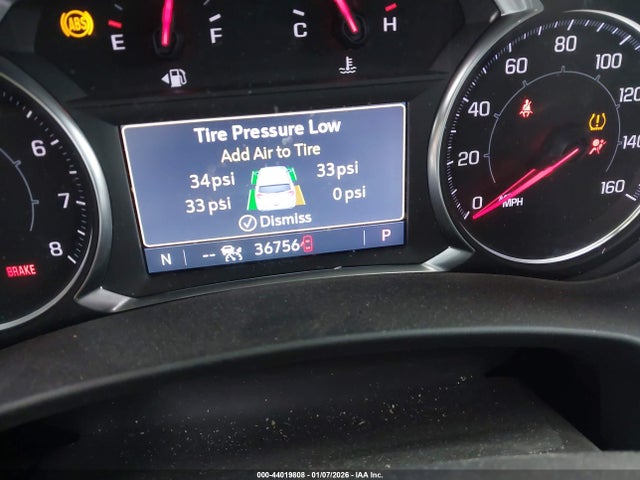 ABS
E F
C H
Tire Pressure Low
Add Air to Tire
34psi 33psi
33psi 0psi
Dismiss
N -- 36756 P
6
7
8
BRAKE
0 20 40 60 80 100 120 140 160
MPH
000-44019808 | 01/07/2026 - IAA Inc.